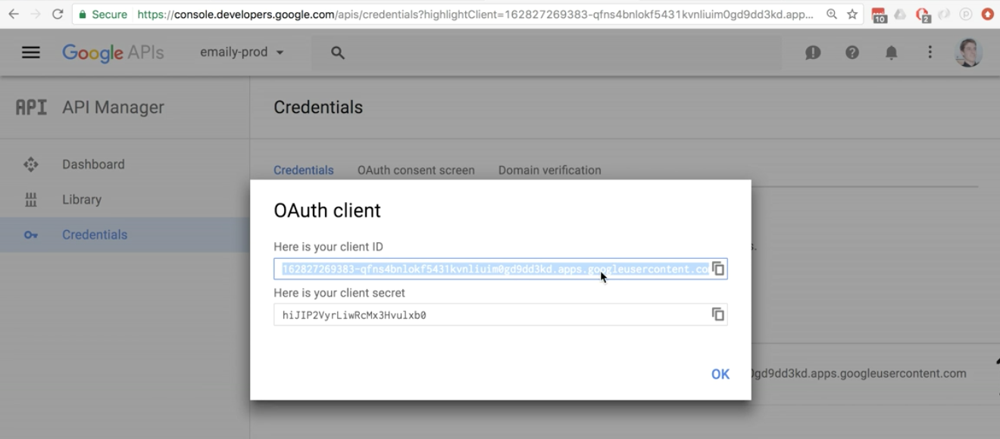 Secure https://console.developers.google.com/apis/credentials?highlightClient=162827269383-qfns4bnlokf5431kvnliuim0gd9dd3kd.app...
10
2
Google APIs emaily-prod
API API Manager
Credentials
Dashboard
Library
Credentials
Credentials OAuth consent screen Domain verification
OAuth client
Here is your client ID
162827269383-qfns4bnlokf5431kvnliuim0gd9dd3kd.apps.googleusercontent.co
s.
Here is your client secret
hiJIP2VyrLiwRcMx3Hvulxb0
OK
0gd9dd3kd.apps.googleusercontent.com